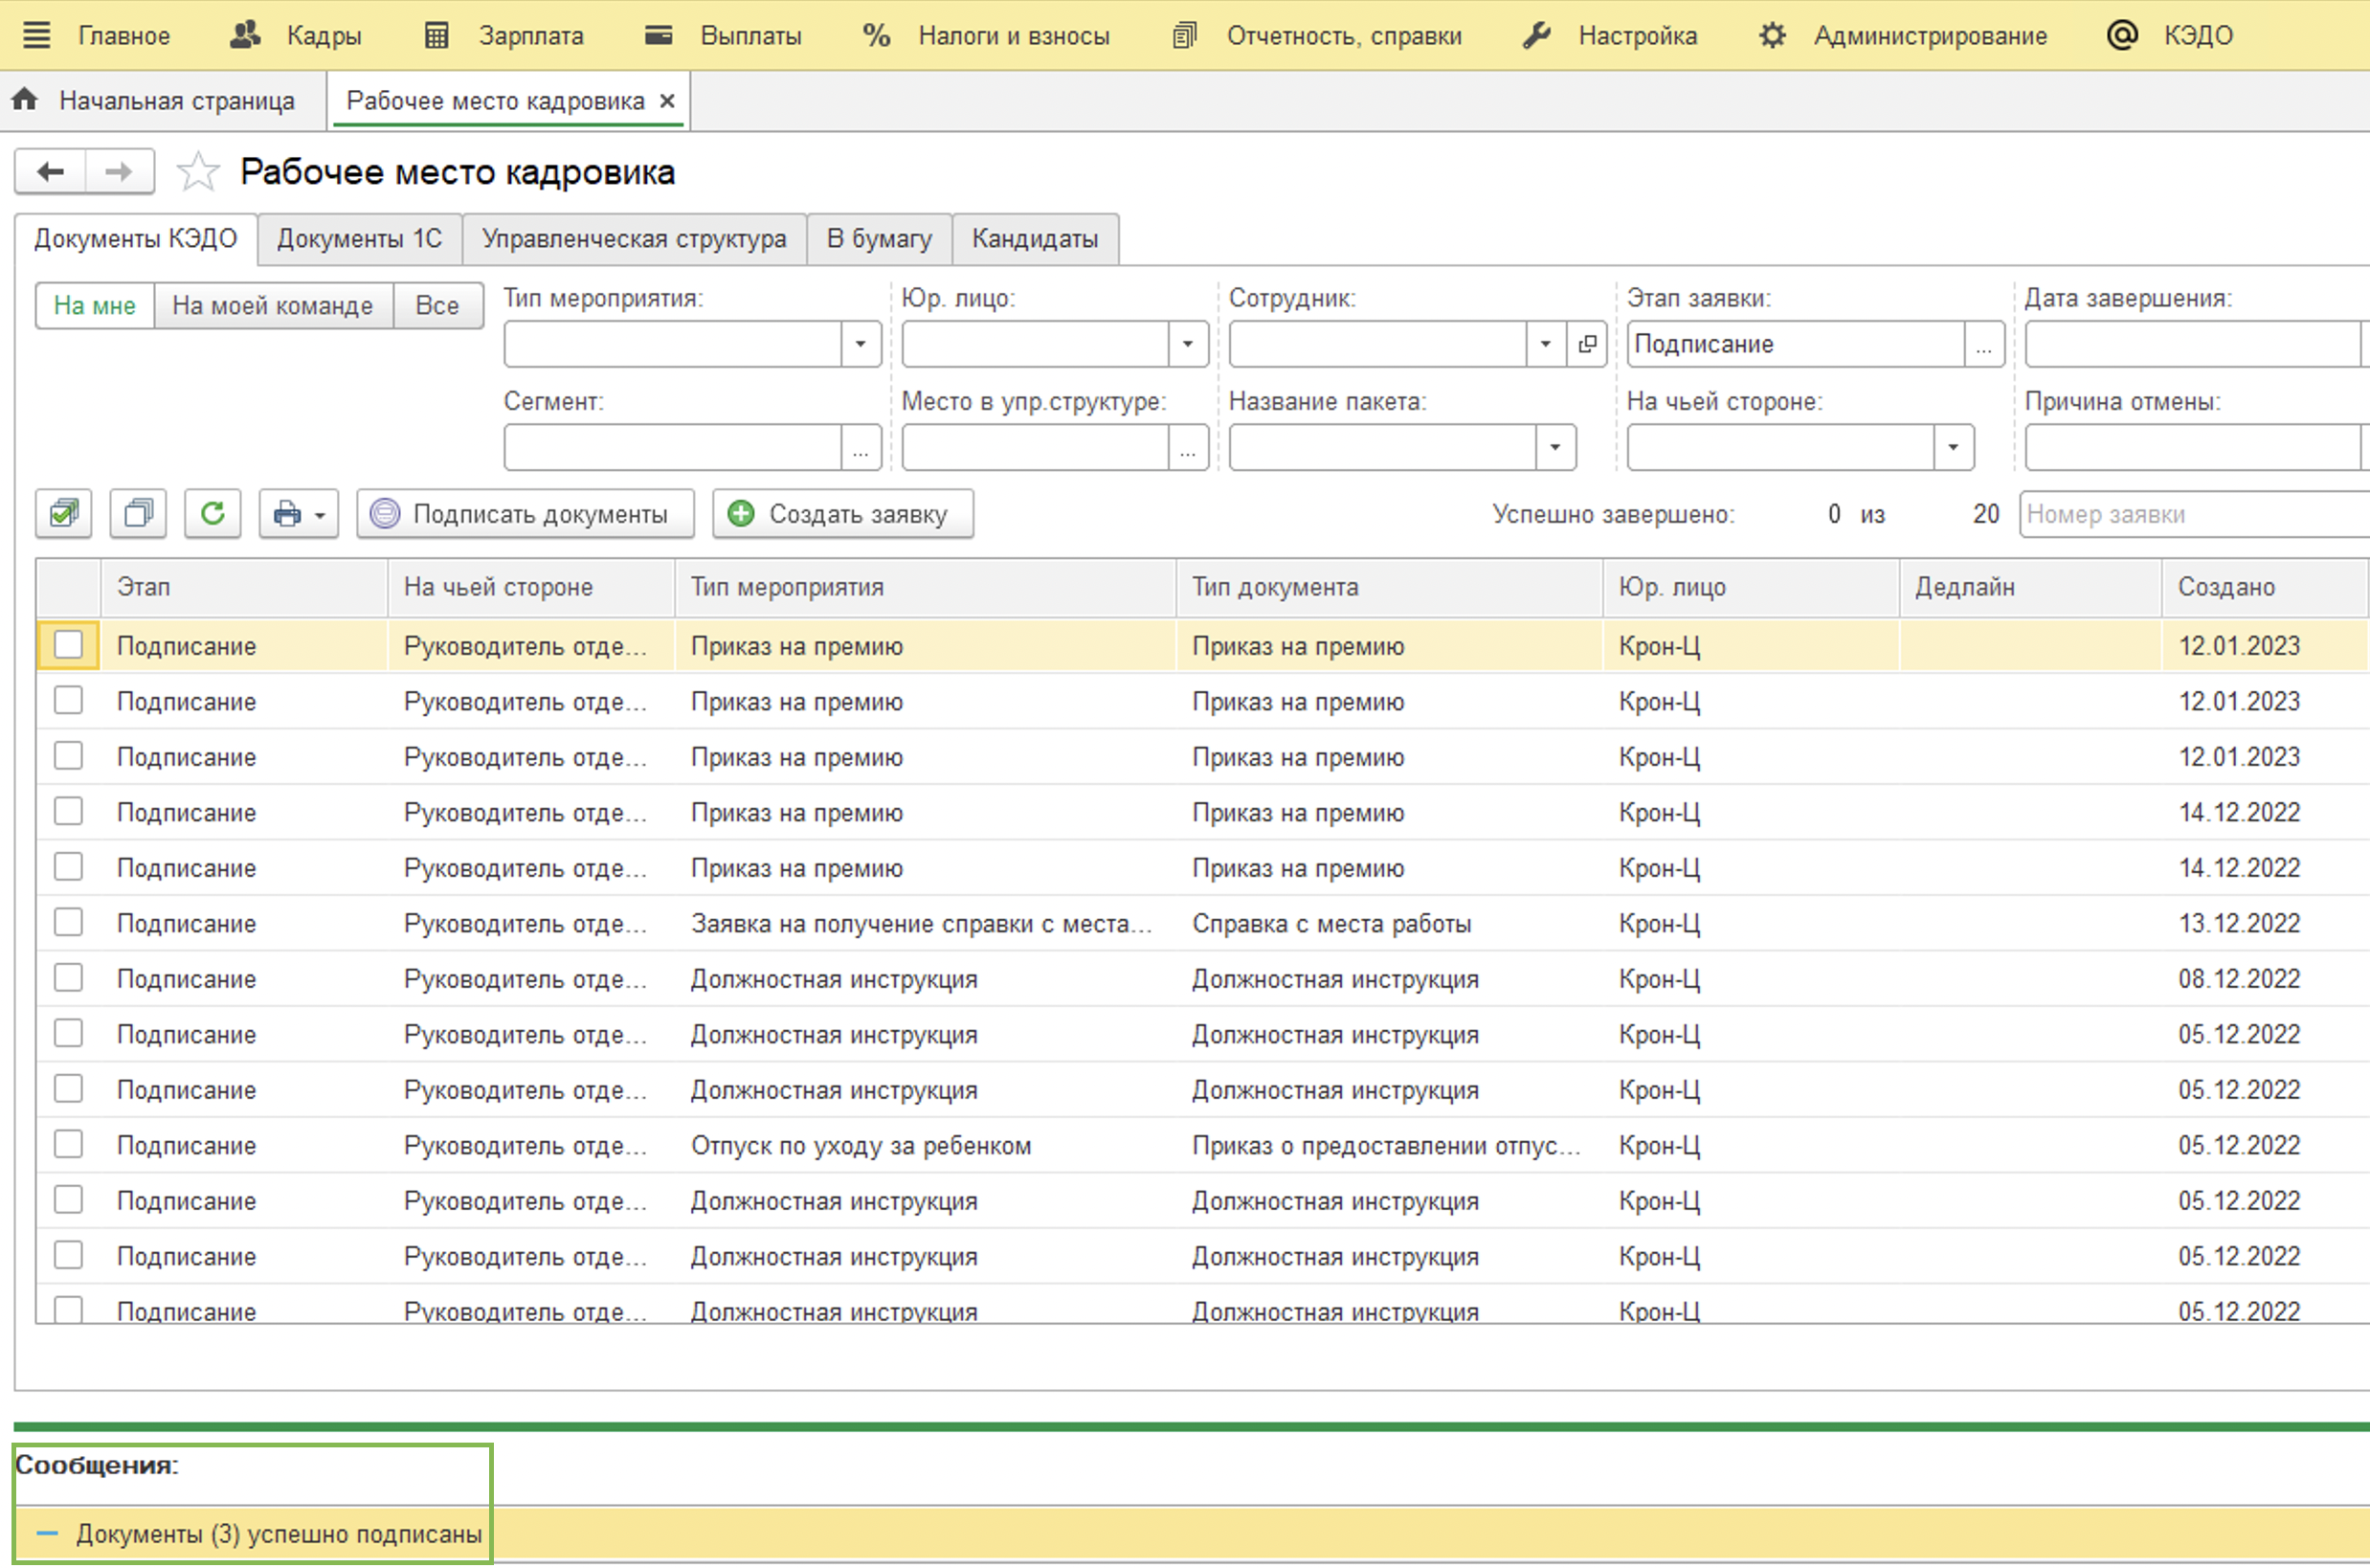 Главное Кадры Зарплата Выплаты % Налоги и взносы Отчетность, справки Настройка Администрирование @ КЭДО
Начальная страница Рабочее место кадровика ×
Рабочее место кадровика
Документы КЭДО Документы 1С Управленческая структура В бумагу Кандидаты
На мне На моей команде Все Тип мероприятия: Юр. лицо: Сотрудник: Этап заявки: Дата завершения:
Подписание ...
Сегмент: Место в упр.структуре: Название пакета: На чьей стороне: Причина отмены:
... ...
Подписать документы Создать заявку Успешно завершено: 0 из 20 Номер заявки
Этап На чьей стороне Тип мероприятия Тип документа Юр. лицо Дедлайн Создано
Подписание Руководитель отде... Приказ на премию Приказ на премию Крон-Ц 12.01.2023
Подписание Руководитель отде... Приказ на премию Приказ на премию Крон-Ц 12.01.2023
Подписание Руководитель отде... Приказ на премию Приказ на премию Крон-Ц 12.01.2023
Подписание Руководитель отде... Приказ на премию Приказ на премию Крон-Ц 14.12.2022
Подписание Руководитель отде... Приказ на премию Приказ на премию Крон-Ц 14.12.2022
Подписание Руководитель отде... Заявка на получение справки с места... Справка с места работы Крон-Ц 13.12.2022
Подписание Руководитель отде... Должностная инструкция Должностная инструкция Крон-Ц 08.12.2022
Подписание Руководитель отде... Должностная инструкция Должностная инструкция Крон-Ц 05.12.2022
Подписание Руководитель отде... Должностная инструкция Должностная инструкция Крон-Ц 05.12.2022
Подписание Руководитель отде... Отпуск по уходу за ребенком Приказ о предоставлении отпус... Крон-Ц 05.12.2022
Подписание Руководитель отде... Должностная инструкция Должностная инструкция Крон-Ц 05.12.2022
Подписание Руководитель отде... Должностная инструкция Должностная инструкция Крон-Ц 05.12.2022
Подписание Руководитель отде... Должностная инструкция Должностная инструкция Крон-Ц 05.12.2022
Сообщения:
— Документы (3) успешно подписаны